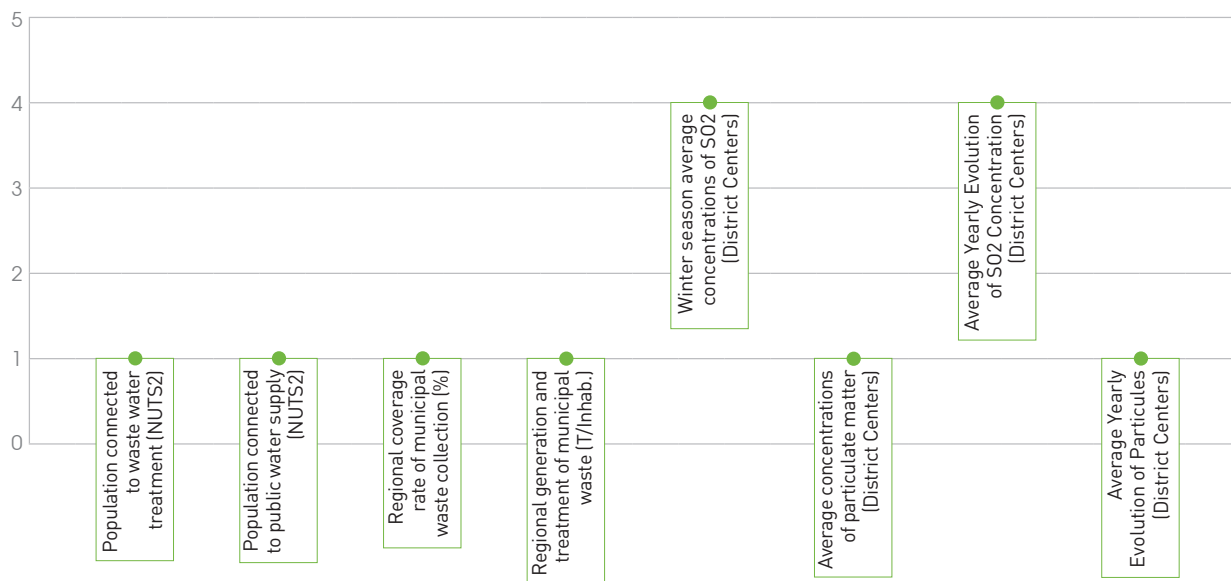 5
4
3
2
1
0
Population connected
to waste water
treatment (NUTS2)
Population connected
to public water supply
(NUTS2)
Regional coverage
rate of municipal
waste collection (%)
Regional generation and
treatment of municipal
waste (T/Inhab.)
Winter season average
concentrations of SO2
(District Centers)
Average concentrations
of particulate matter
(District Centers)
Average Yearly Evolution
of SO2 Concentration
(District Centers)
Average Yearly
Evolution of Particules
(District Centers)